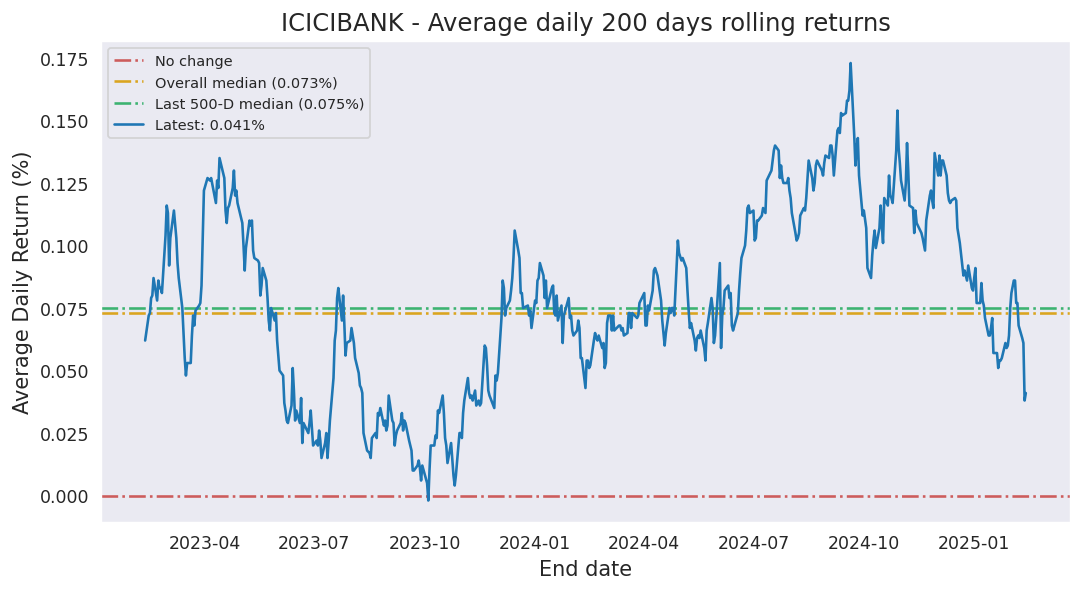 ICICIBANK - Average daily 200 days rolling returns
No change
Overall median (0.073%)
Last 500-D median (0.075%)
Latest: 0.041%
Average Daily Return (%)
0.175
0.150
0.125
0.100
0.075
0.050
0.025
0.000
2023-04 2023-07 2023-10 2024-01 2024-04 2024-07 2024-10 2025-01
End date